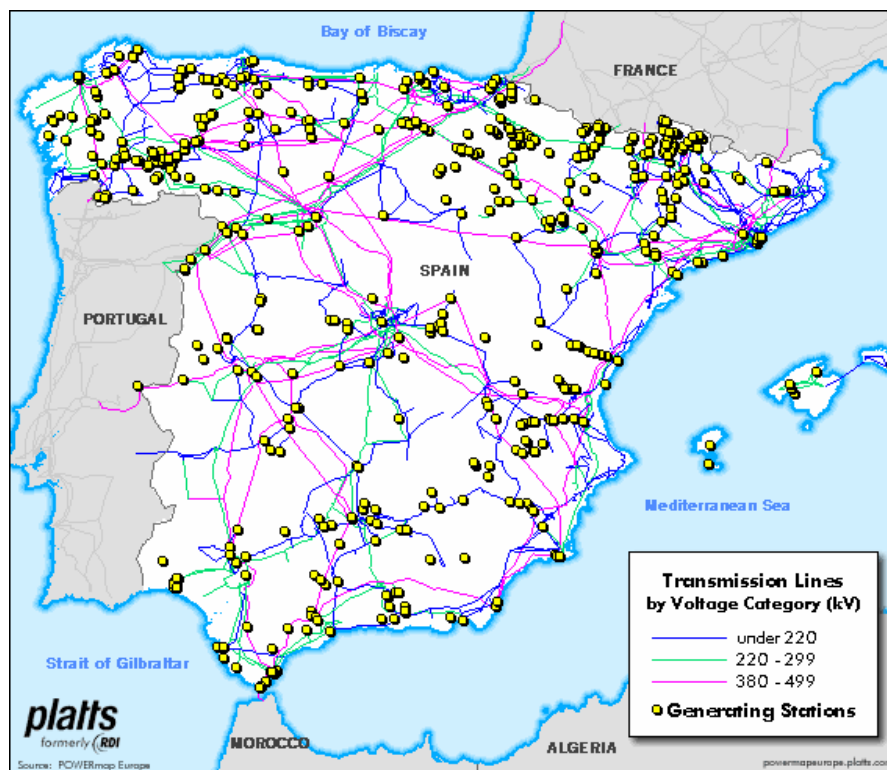 Bay of Biscay
FRANCE
SPAIN
PORTUGAL
Mediterranean Sea
Transmission Lines
by Voltage Category (kV)
under 220
220 - 299
380 - 499
Generating Stations
Strait of Gilbraltar
platts
formerly RDI
MOROCCO
ALGERIA
Source: POWERmap Europe
powermapeurope.platts.com